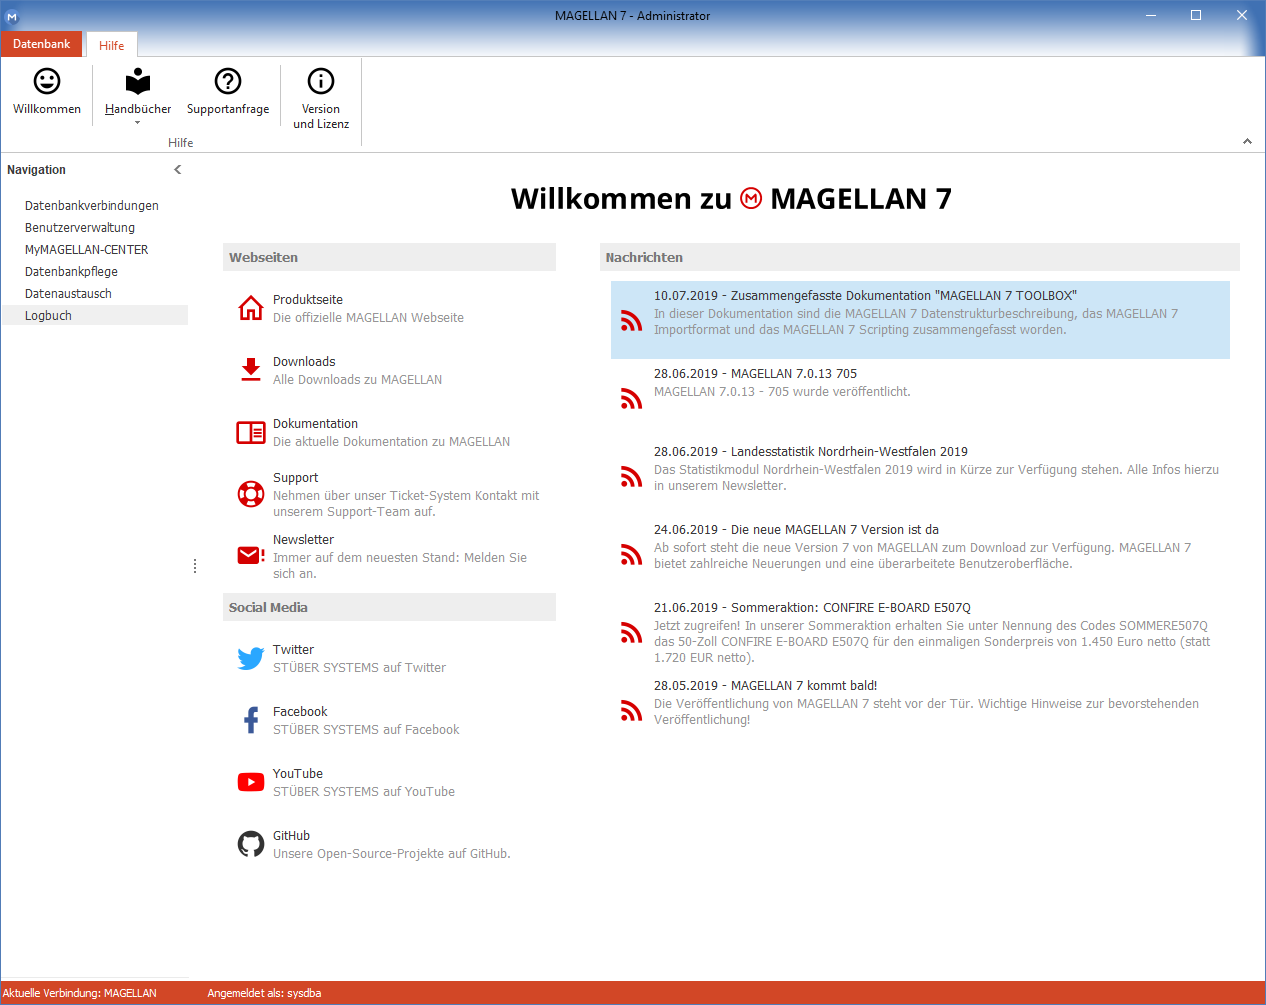 MAGELLAN 7 - Administrator
Datenbank
Hilfe
Willkommen
Handbücher
Supportanfrage
Version
und Lizenz
Hilfe
Navigation
Datenbankverbindungen
Benutzerverwaltung
MyMAGELLAN-CENTER
Datenbankpflege
Datenaustausch
Logbuch
Willkommen zu M MAGELLAN 7
Webseiten
Produktseite
Die offizielle MAGELLAN Webseite
Downloads
Alle Downloads zu MAGELLAN
Dokumentation
Die aktuelle Dokumentation zu MAGELLAN
Support
Nehmen über unser Ticket-System Kontakt mit
unserem Support-Team auf.
Newsletter
Immer auf dem neuesten Stand: Melden Sie
sich an.
Social Media
Twitter
STÜBER SYSTEMS auf Twitter
Facebook
STÜBER SYSTEMS auf Facebook
YouTube
STÜBER SYSTEMS auf YouTube
GitHub
Unsere Open-Source-Projekte auf GitHub.
Nachrichten
10.07.2019 - Zusammengefasste Dokumentation "MAGELLAN 7 TOOLBOX"
In dieser Dokumentation sind die MAGELLAN 7 Datenstrukturbeschreibung, das MAGELLAN 7
Importformat und das MAGELLAN 7 Scripting zusammengefasst worden.
28.06.2019 - MAGELLAN 7.0.13 705
MAGELLAN 7.0.13 - 705 wurde veröffentlicht.
28.06.2019 - Landesstatistik Nordrhein-Westfalen 2019
Das Statistikmodul Nordrhein-Westfalen 2019 wird in Kürze zur Verfügung stehen. Alle Infos hierzu
in unserem Newsletter.
24.06.2019 - Die neue MAGELLAN 7 Version ist da
Ab sofort steht die neue Version 7 von MAGELLAN zum Download zur Verfügung. MAGELLAN 7
bietet zahlreiche Neuerungen und eine überarbeitete Benutzeroberfläche.
21.06.2019 - Sommeraktion: CONFIRE E-BOARD E507Q
Jetzt zugreifen! In unserer Sommeraktion erhalten Sie unter Nennung des Codes SOMMERE507Q
das 50-Zoll CONFIRE E-BOARD E507Q für den einmaligen Sonderpreis von 1.450 Euro netto (statt
1.720 EUR netto).
28.05.2019 - MAGELLAN 7 kommt bald!
Die Veröffentlichung von MAGELLAN 7 steht vor der Tür. Wichtige Hinweise zur bevorstehenden
Veröffentlichung!
Aktuelle Verbindung: MAGELLAN
Angemeldet als: sysdba